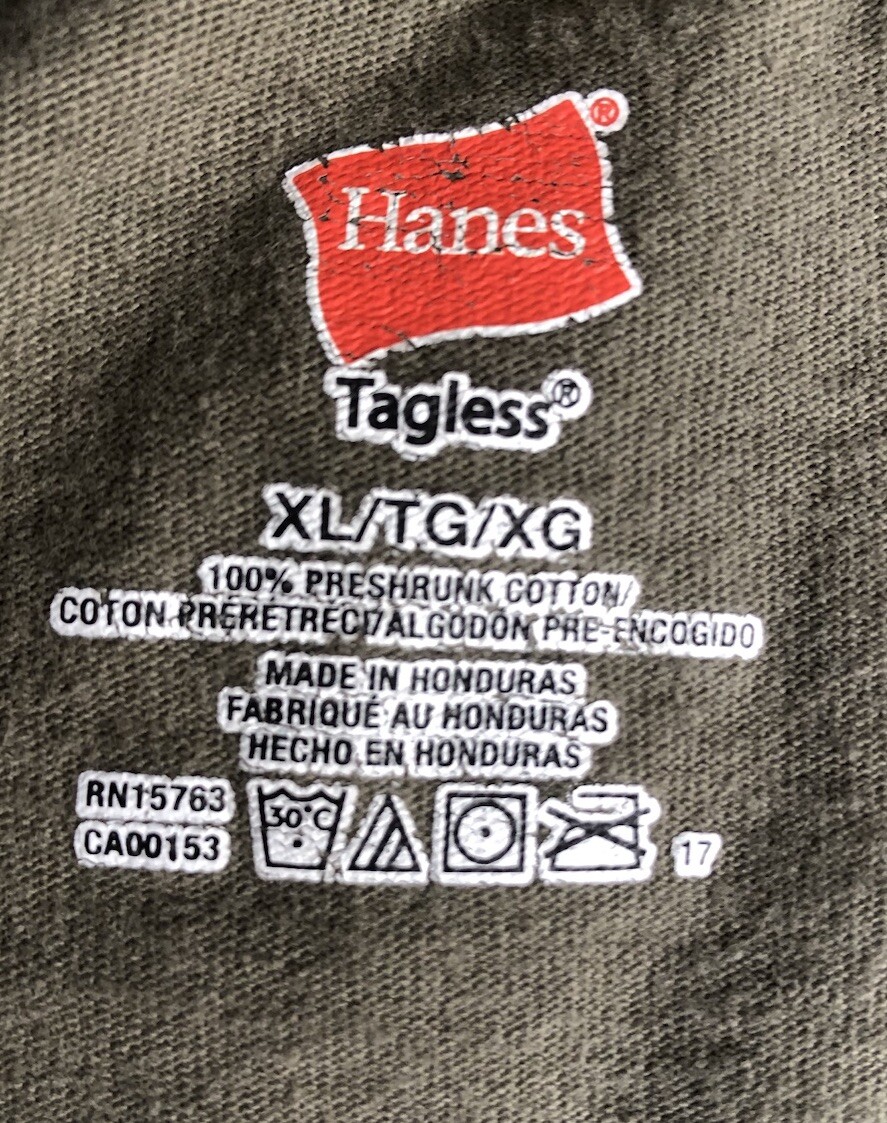 ®
Hanes
Tagless®
XL/TG/XG
100% PRESHRUNK COTTON/
COTON PRÉRÉTRÉCI/ALGODÓN PRE-ENCOGIDO
MADE IN HONDURAS
FABRIQUÉ AU HONDURAS
HECHO EN HONDURAS
RN15763
CA00153
30°C
17